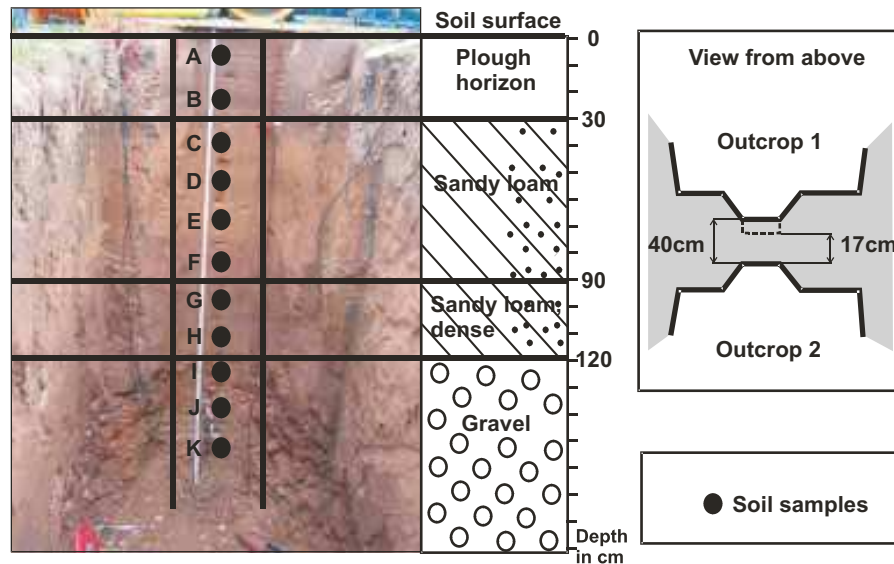 Soil surface
0
A
Plough
horizon
B
30
C
D
Sandy loam
E
F
90
G
Sandy loam,
dense
H
120
I
J
Gravel
K
Depth
in cm
View from above
Outcrop 1
40cm
17cm
Outcrop 2
Soil samples